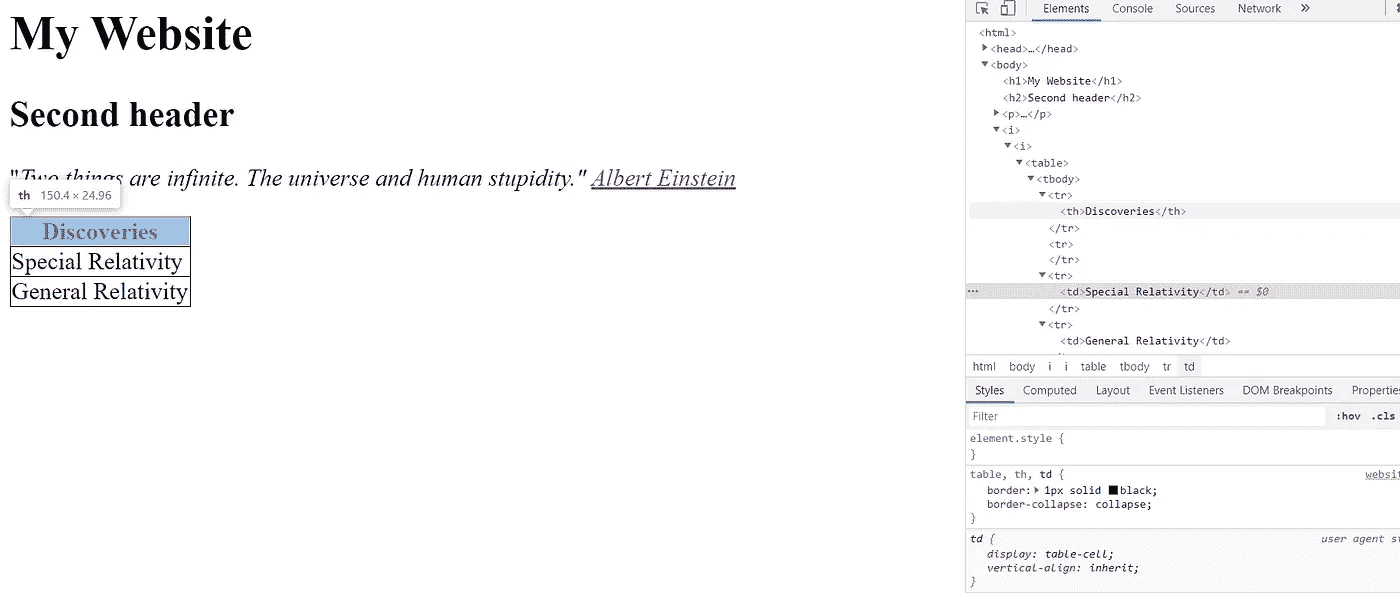 My Website
Second header
"Two things are infinite. The universe and human stupidity." Albert Einstein
th 150.4 × 24.96
Discoveries
Special Relativity
General Relativity
Elements Console Sources Network »
<html>
<head>…</head>
<body>
<h1>My Website</h1>
<h2>Second header</h2>
<p>…</p>
<i>
<i>
<table>
<tbody>
<tr>
<th>Discoveries</th>
</tr>
<tr>
</tr>
<tr>
<td>Special Relativity</td> == $0
</tr>
<tr>
<td>General Relativity</td>
html body i i table tbody tr td
Styles Computed Layout Event Listeners DOM Breakpoints Propertie
Filter :hov .cls
element.style {
}
table, th, td { websit
border: 1px solid black;
border-collapse: collapse;
}
td { user agent st
display: table-cell;
vertical-align: inherit;
}